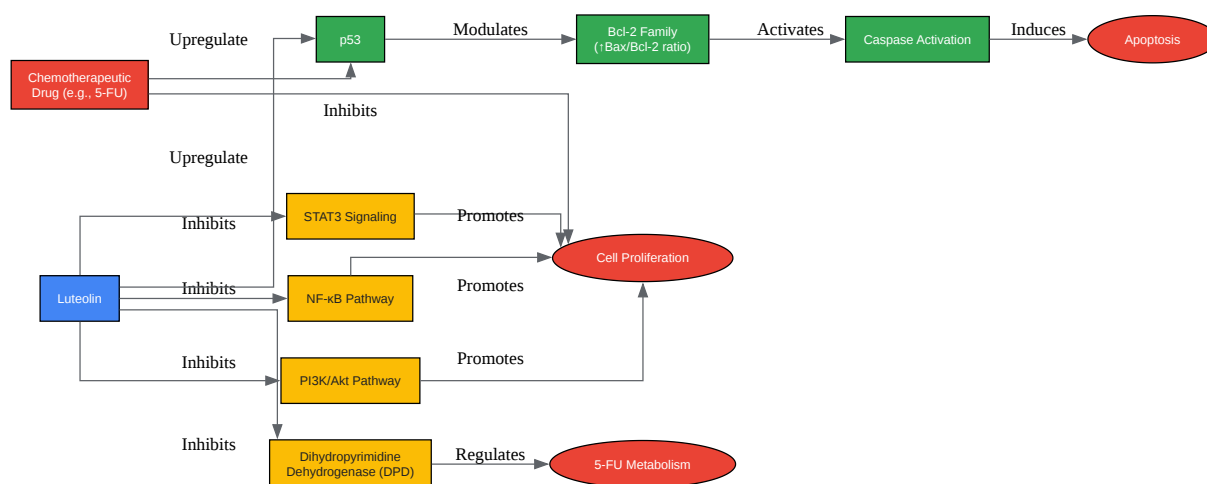 Upregulate
p53
Modulates
Bcl-2 Family
(↑Bax/Bcl-2 ratio)
Activates
Caspase Activation
Induces
Apoptosis
Chemotherapeutic
Drug (e.g., 5-FU)
Inhibits
Upregulate
Inhibits
STAT3 Signaling
Promotes
Cell Proliferation
Luteolin
Inhibits
NF-κB Pathway
Promotes
Inhibits
PI3K/Akt Pathway
Promotes
Inhibits
Dihydropyrimidine
Dehydrogenase (DPD)
Regulates
5-FU Metabolism